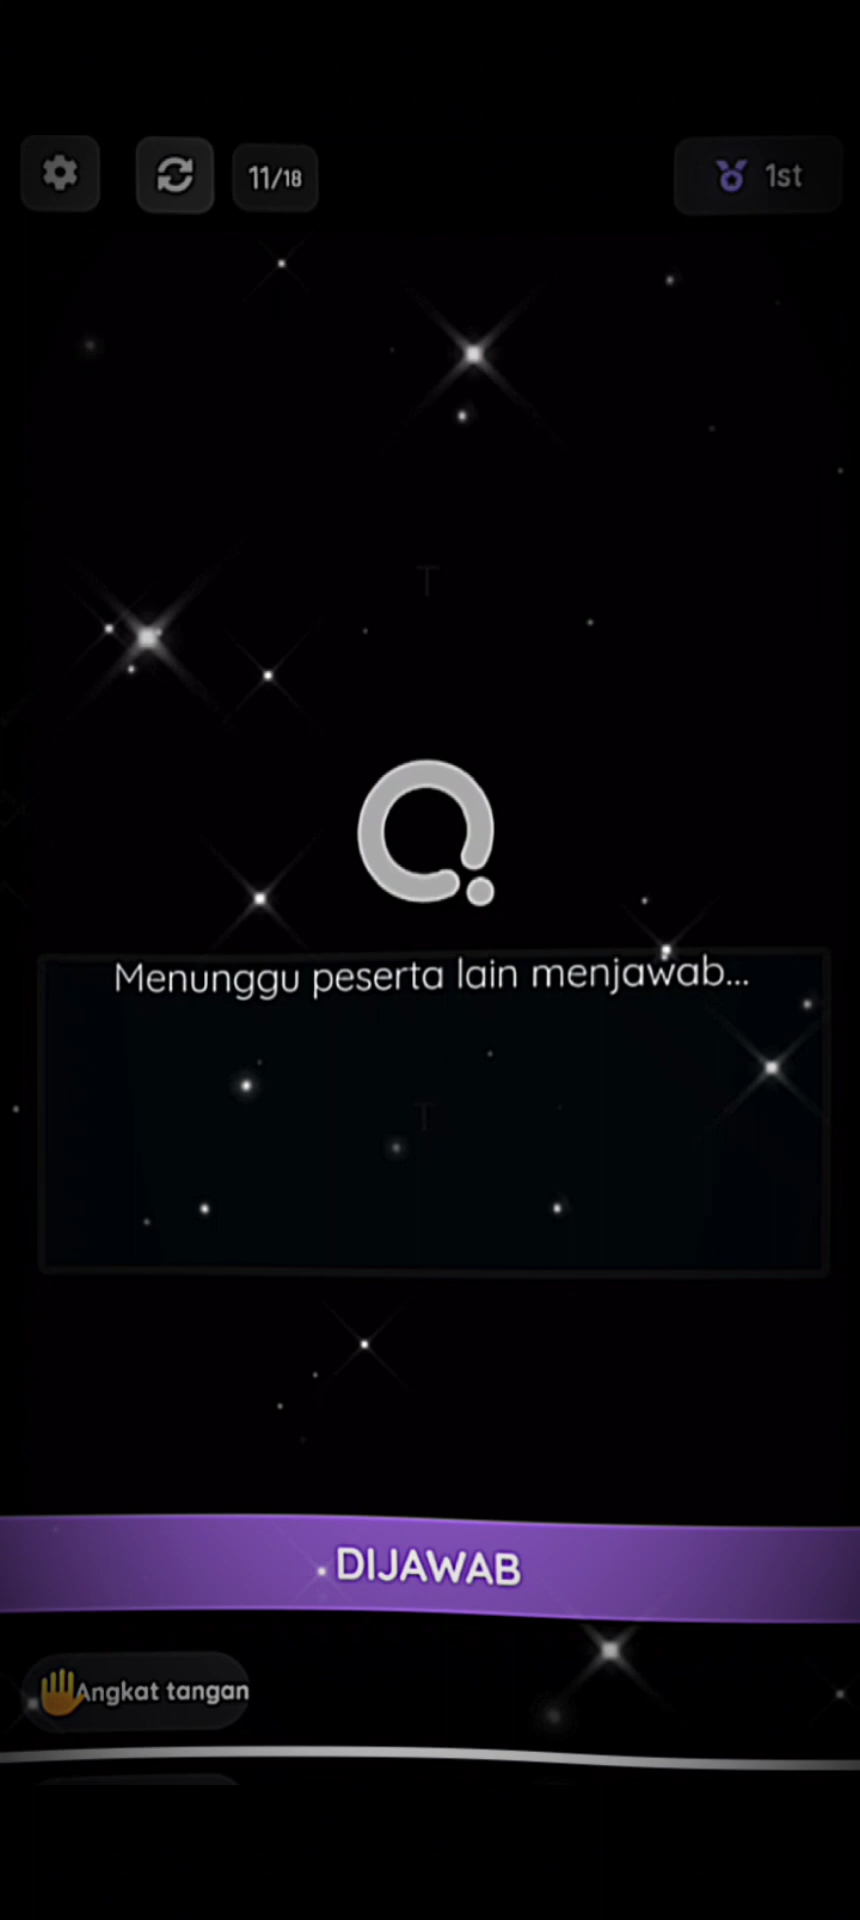 11/18
1st
T
Menunggu peserta lain menjawab...
T
DIJAWAB
Angkat tangan